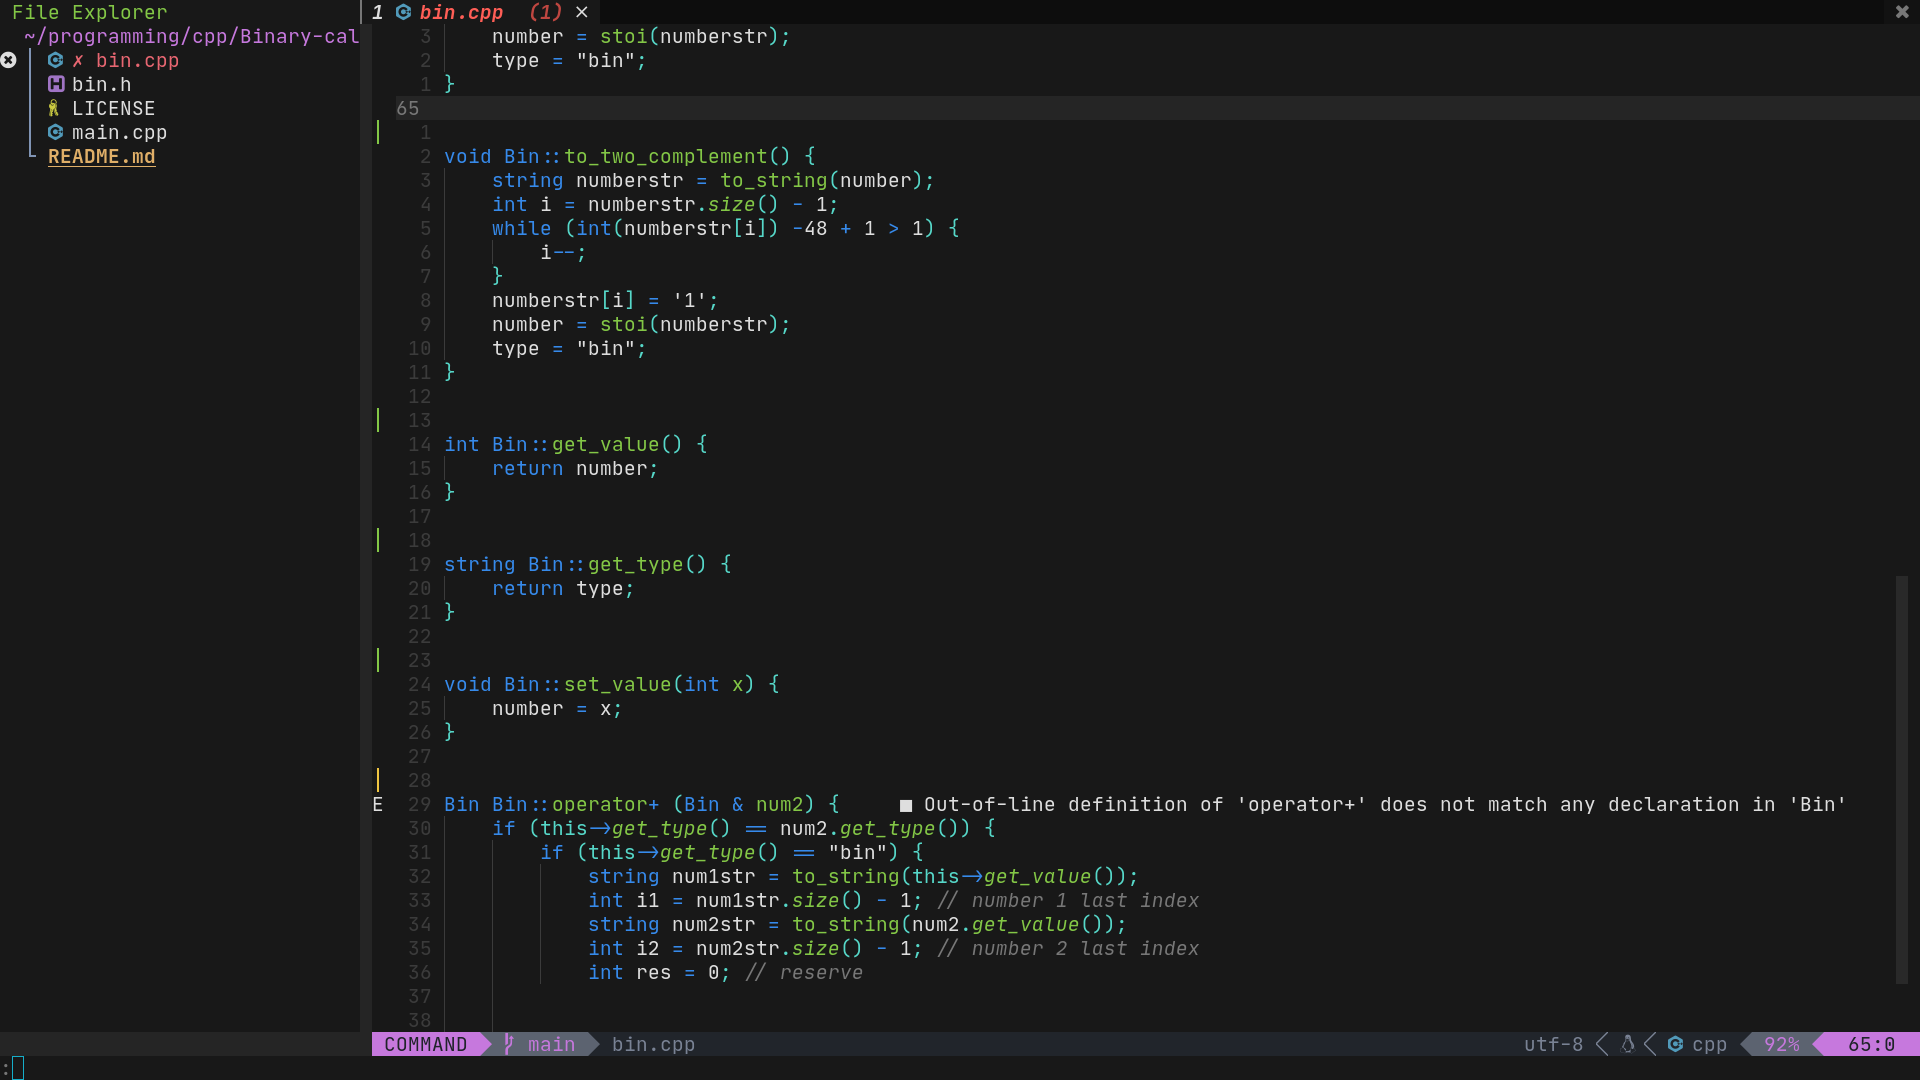 File Explorer
~/programming/cpp/Binary-cal
✗ bin.cpp
bin.h
LICENSE
main.cpp
README.md
1 bin.cpp (1) ×
3 number = stoi(numberstr);
2 type = "bin";
1 }
65
1
2 void Bin::to_two_complement() {
3 string numberstr = to_string(number);
4 int i = numberstr.size() - 1;
5 while (int(numberstr[i]) -48 + 1 > 1) {
6 i--;
7 }
8 numberstr[i] = '1';
9 number = stoi(numberstr);
10 type = "bin";
11 }
12
13
14 int Bin::get_value() {
15 return number;
16 }
17
18
19 string Bin::get_type() {
20 return type;
21 }
22
23
24 void Bin::set_value(int x) {
25 number = x;
26 }
27
28
E 29 Bin Bin::operator+ (Bin & num2) { ■ Out-of-line definition of 'operator+' does not match any declaration in 'Bin'
30 if (this->get_type() == num2.get_type()) {
31 if (this->get_type() == "bin") {
32 string num1str = to_string(this->get_value());
33 int i1 = num1str.size() - 1; // number 1 last index
34 string num2str = to_string(num2.get_value());
35 int i2 = num2str.size() - 1; // number 2 last index
36 int res = 0; // reserve
37
38
COMMAND main bin.cpp utf-8 cpp 92% 65:0
: